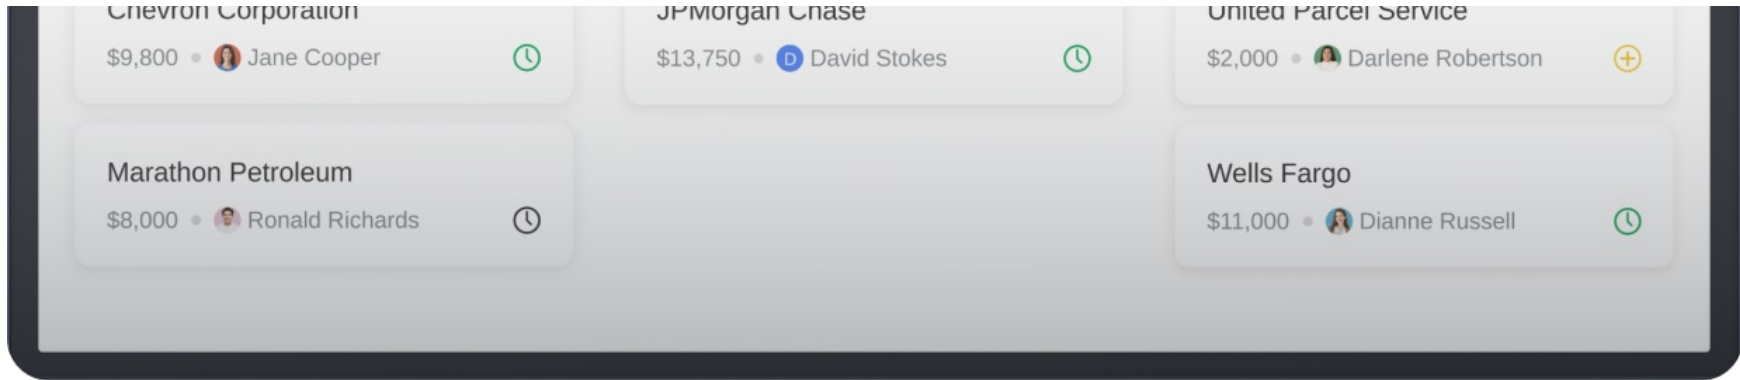 Chevron Corporation
$9,800 • Jane Cooper
Marathon Petroleum
$8,000 • Ronald Richards
JPMorgan Chase
$13,750 • D David Stokes
United Parcel Service
$2,000 • Darlene Robertson
Wells Fargo
$11,000 • Dianne Russell